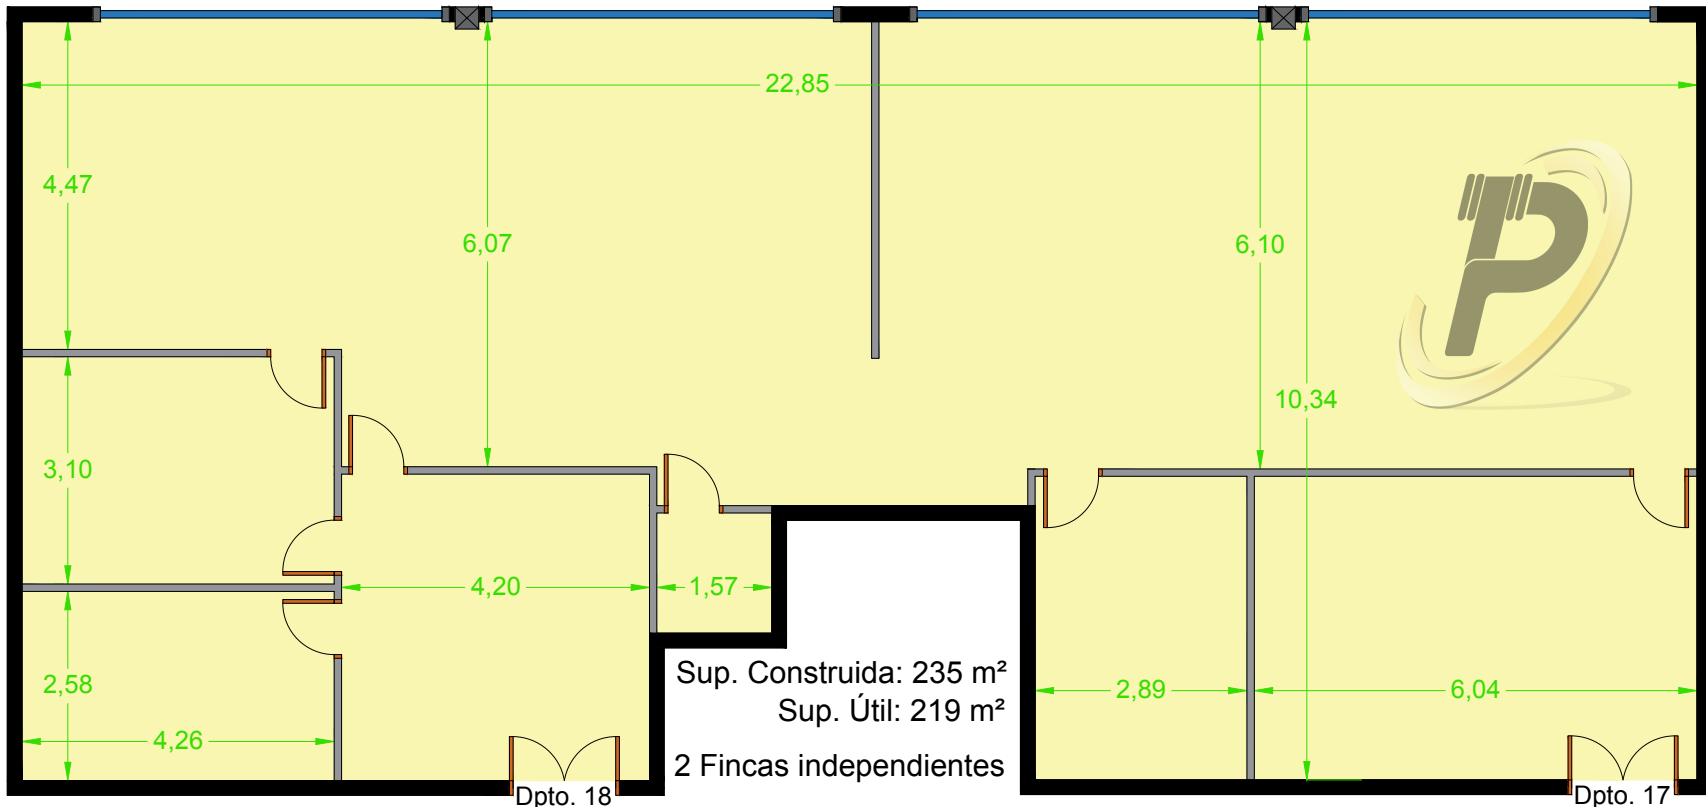 22,85
4,47
6,07
6,10
10,34
3,10
4,20
1,57
2,58
4,26
Sup. Construida: 235 m²
Sup. Útil: 219 m²
2 Fincas independientes
2,89
6,04
Dpto. 18
Dpto. 17